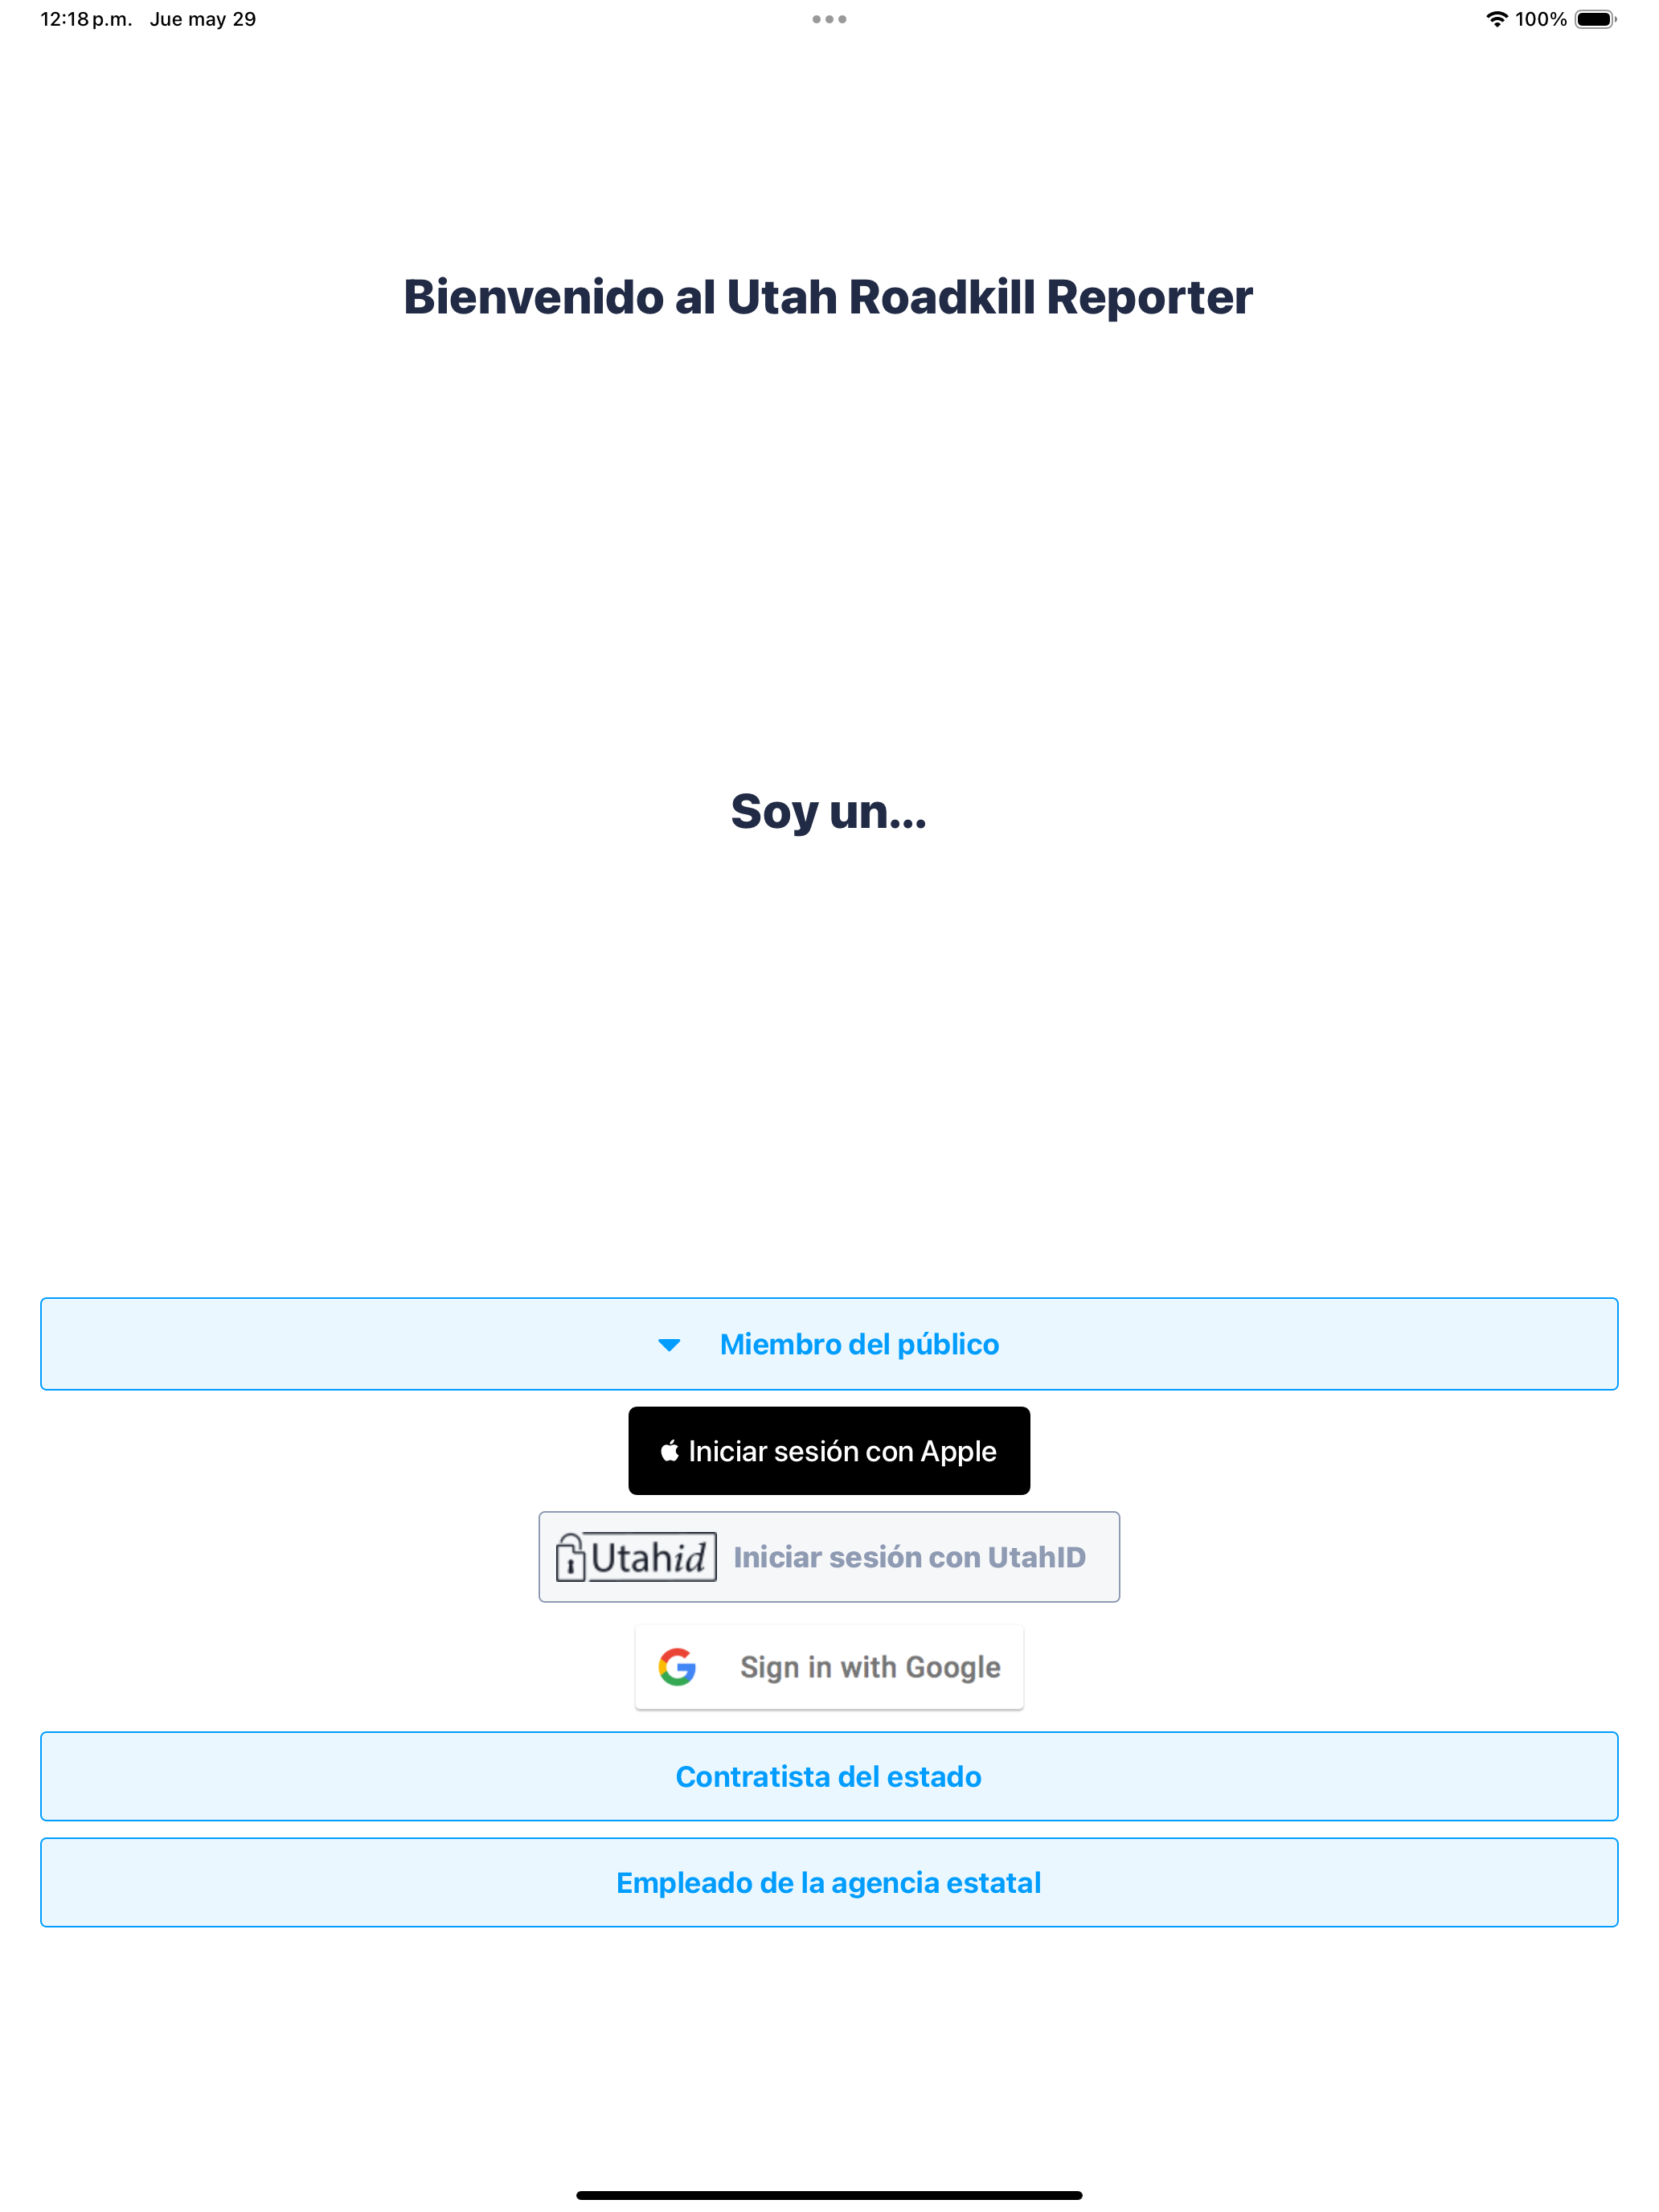 12:18 p.m. Jue may 29
100%
Bienvenido al Utah Roadkill Reporter
Soy un...
Miembro del público
Iniciar sesión con Apple
Utahid Iniciar sesión con UtahID
Sign in with Google
Contratista del estado
Empleado de la agencia estatal